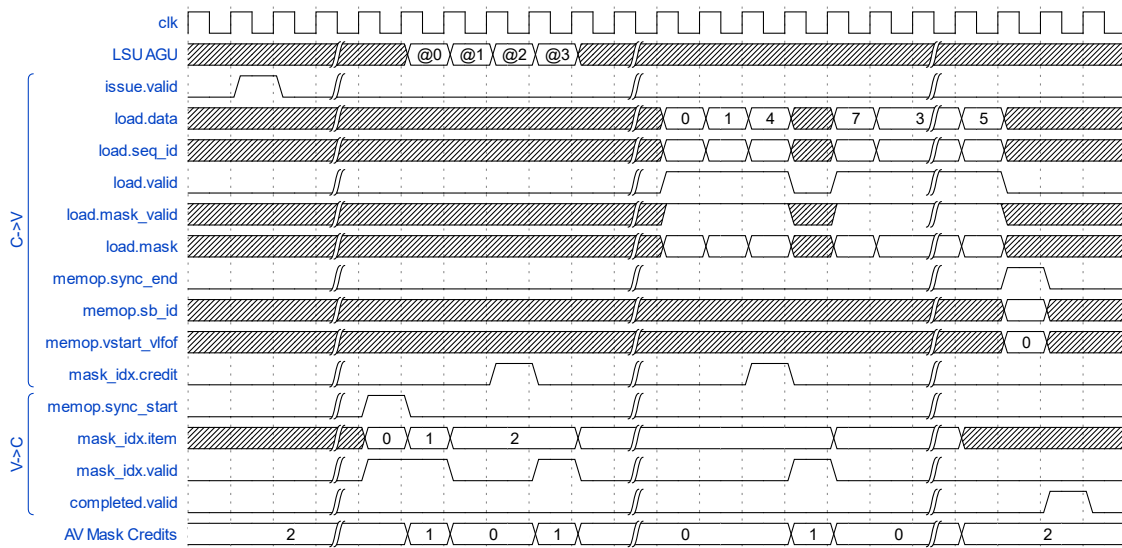 clk
LSU AGU @0 @1 @2 @3
issue.valid
load.data 0 1 4 7 3 5
load.seq_id
load.valid
C->V
load.mask_valid
load.mask
memop.sync_end
memop.sb_id
memop.vstart_vlfof 0
mask_idx.credit
memop.sync_start
mask_idx.item 0 1 2
V->C
mask_idx.valid
completed.valid
AV Mask Credits 2 1 0 1 0 1 0 2